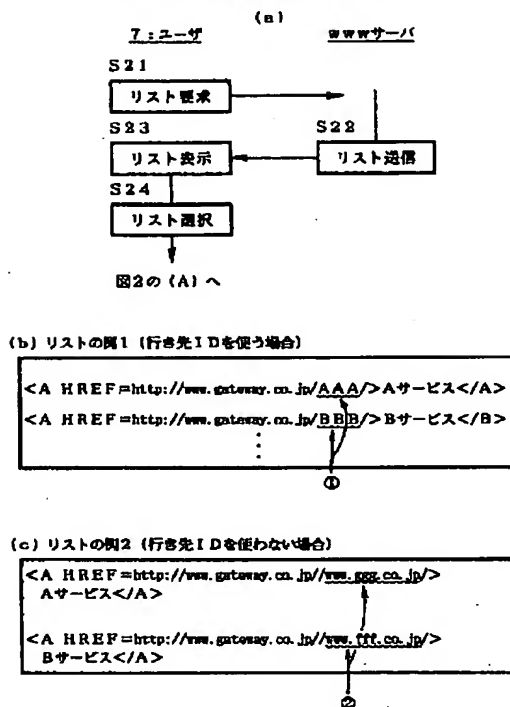 (a)
7:ユーザ wwwサーバ
S21
リスト要求
S23 S22
リスト表示 リスト送信
S24
リスト選択
図2の(A)へ
(b) リストの例1 (行き先IDを使う場合)
<A HREF=http://www.gateway.co.jp/AAA/>Aサービス</A>
<A HREF=http://www.gateway.co.jp/BBB/>Bサービス</B>
①
(c) リストの例2 (行き先IDを使わない場合)
<A HREF=http://www.gateway.co.jp//www.ggg.co.jp/>
Aサービス</A>
<A HREF=http://www.gateway.co.jp//www.fff.co.jp/>
Bサービス</A>
②